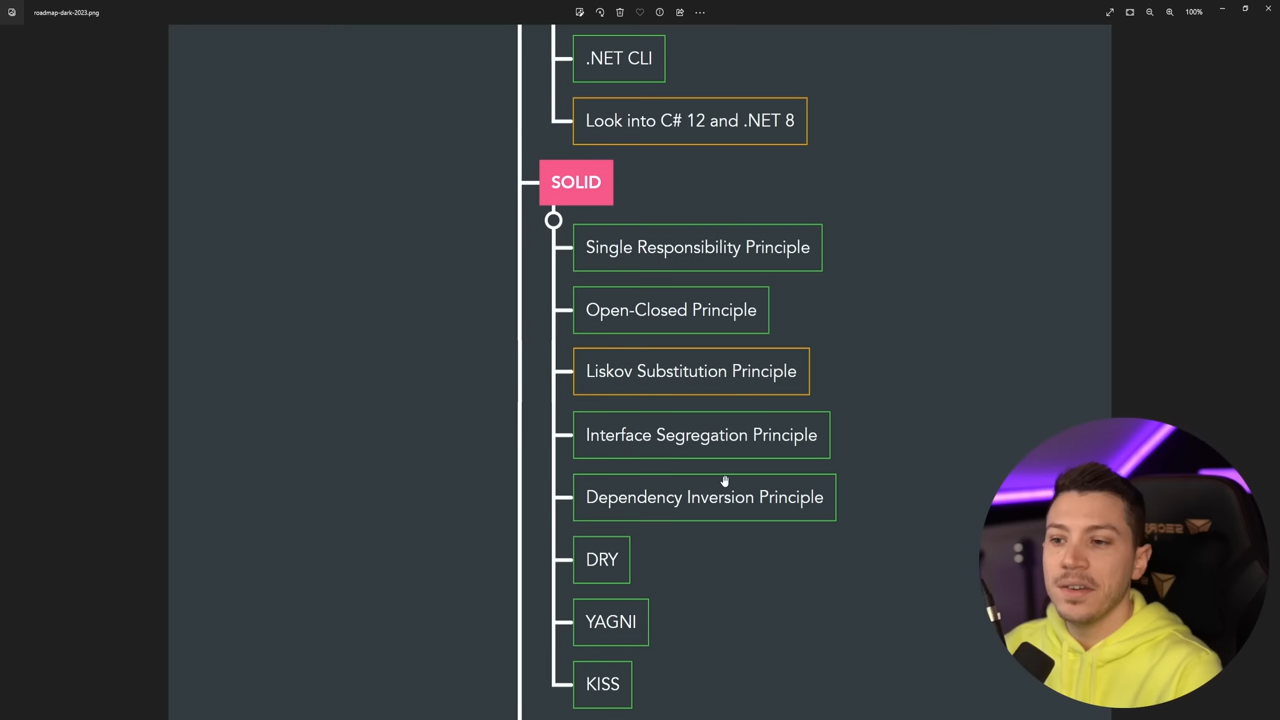 roadmap-dark-2023.png
100%
.NET CLI
Look into C# 12 and .NET 8
SOLID
Single Responsibility Principle
Open-Closed Principle
Liskov Substitution Principle
Interface Segregation Principle
Dependency Inversion Principle
DRY
YAGNI
KISS